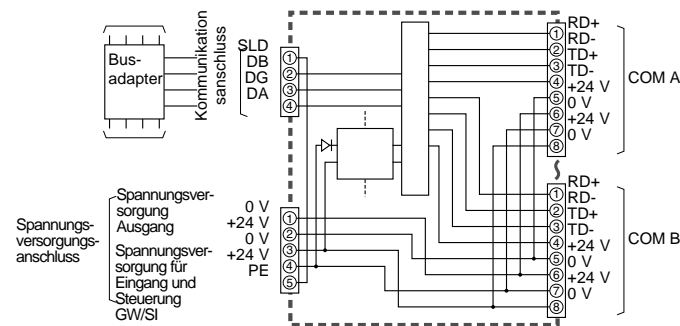 Bus-
adapter
Kommunikation
sanschluss
SLD
DB
DG
DA
1
2
3
4
RD+
RD-
TD+
TD-
+24 V
0 V
+24 V
0 V
1
2
3
4
5
6
7
8
COM A
RD+
RD-
TD+
TD-
+24 V
0 V
+24 V
0 V
1
2
3
4
5
6
7
8
COM B
Spannungs-
versorgungs-
anschluss
Spannungsver-
sorgung
Ausgang
Spannungsver-
sorgung für
Eingang und
Steuerung
GW/SI
0 V
+24 V
0 V
+24 V
PE
1
2
3
4
5